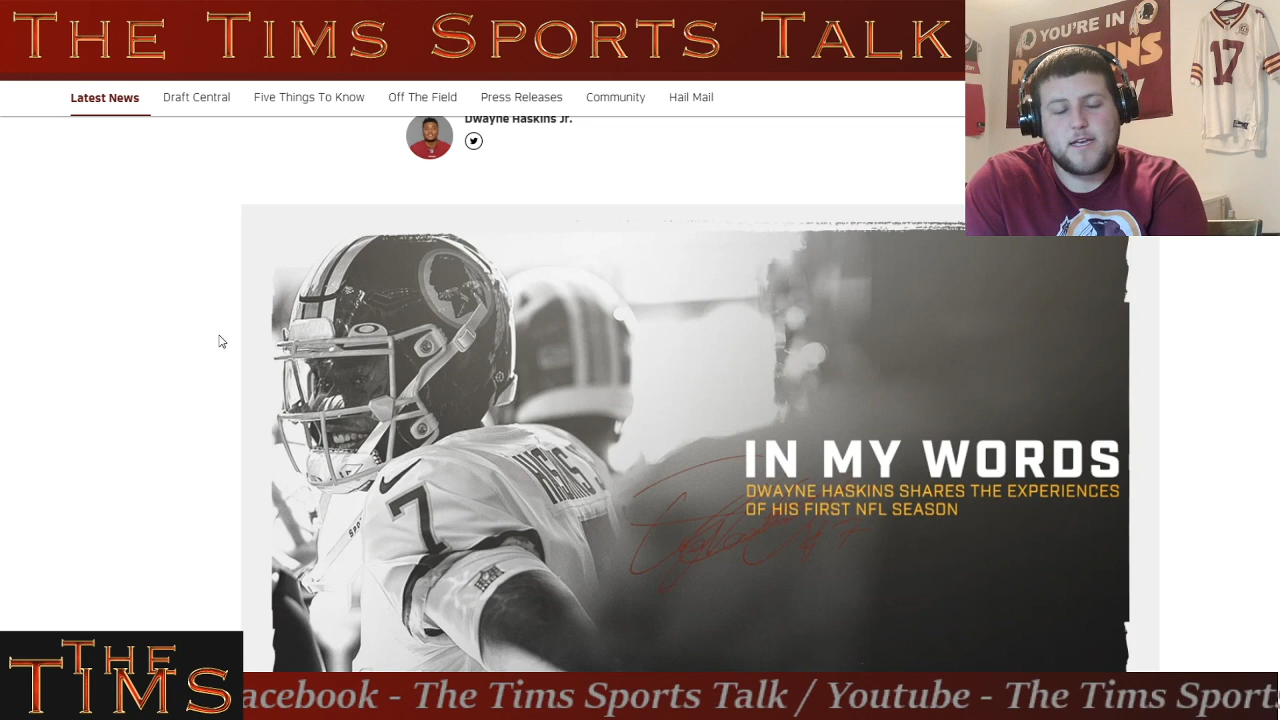 THE TIMS SPORTS TALK
YOU'RE IN
17
Latest News Draft Central Five Things To Know Off The Field Press Releases Community Hail Mail
Dwayne Haskins Jr.
IN MY WORDS
DWAYNE HASKINS SHARES THE EXPERIENCES
OF HIS FIRST NFL SEASON
7
NFL
THE
TIMS
acebook - The Tims Sports Talk / Youtube - The Tims Sport